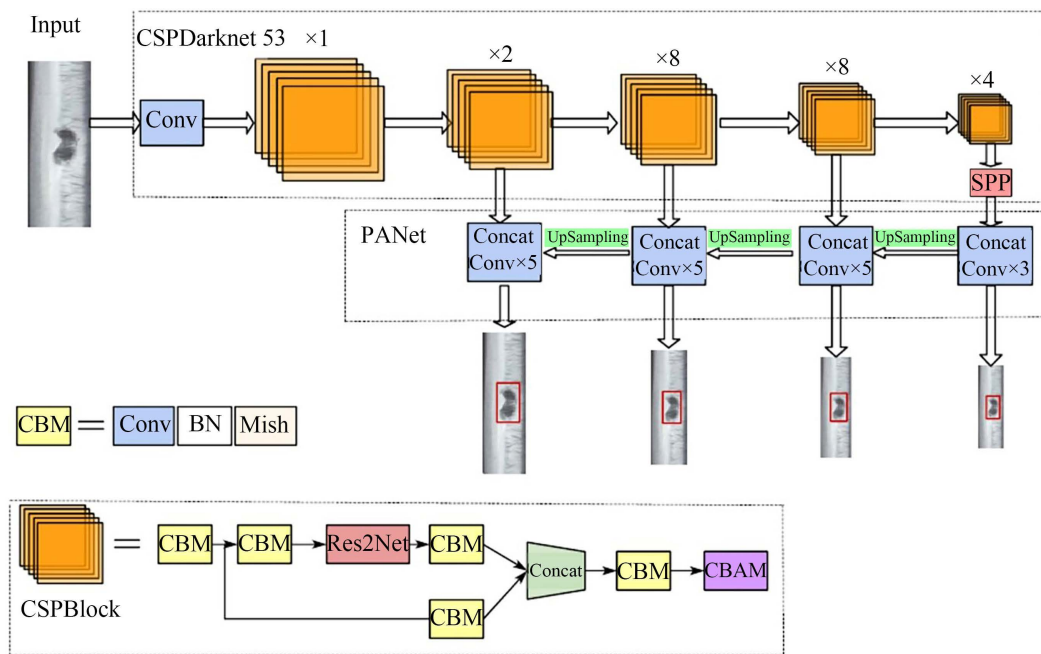 Input
CSPDarknet 53 ×1
×2
×8
×8
×4
Conv
SPP
PANet
Concat
Conv×5
UpSampling
Concat
Conv×5
UpSampling
Concat
Conv×5
UpSampling
Concat
Conv×3
CBM = Conv BN Mish
= CBM CBM Res2Net CBM
Concat CBM CBAM
CBM
CSPBlock